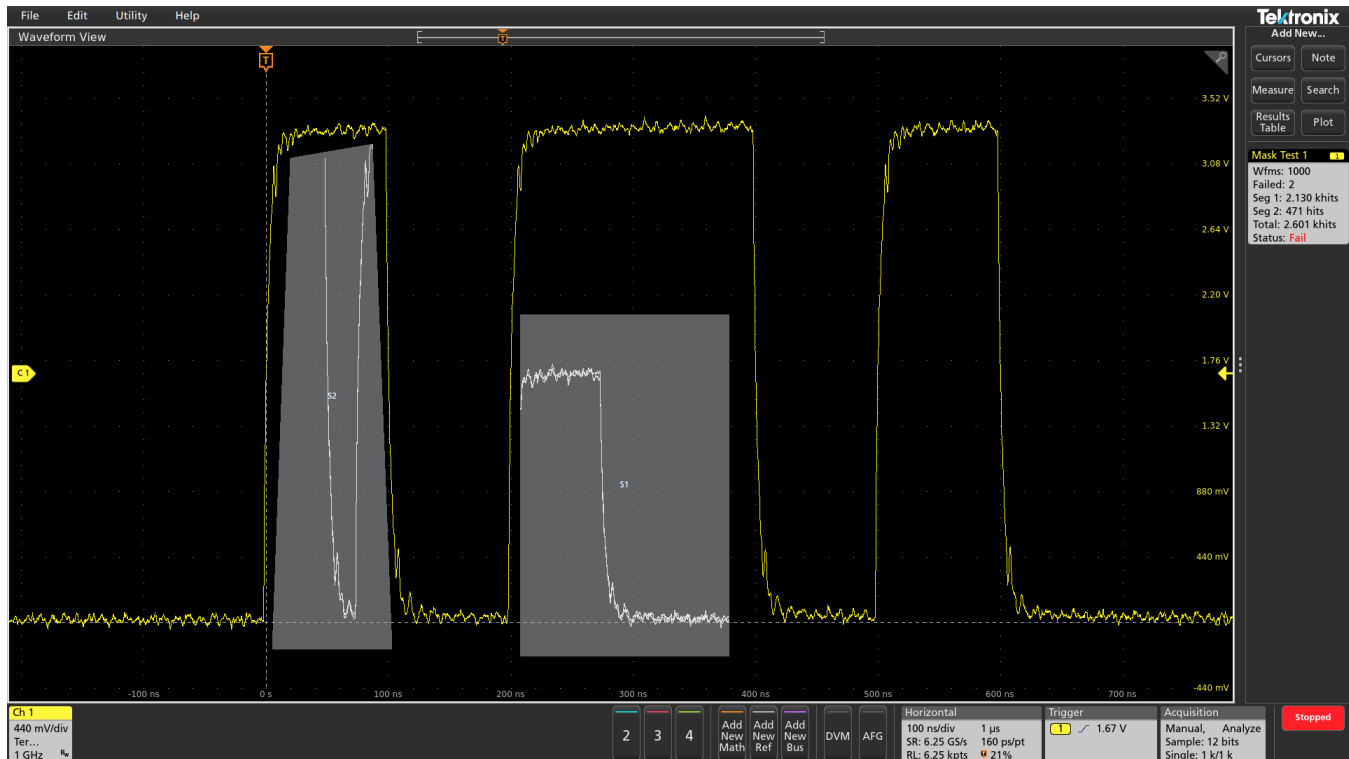 File Edit Utility Help
Tektronix
Waveform View
Add New...
T
T
Cursors Note
Measure Search
Results Table Plot
3.52 V
3.08 V
2.64 V
2.20 V
1.76 V
1.32 V
880 mV
440 mV
-440 mV
Mask Test 1 1
Wfms: 1000
Failed: 2
Seg 1: 2.130 khits
Seg 2: 471 hits
Total: 2.601 khits
Status: Fail
C1
S2
S1
-100 ns 0 s 100 ns 200 ns 300 ns 400 ns 500 ns 600 ns 700 ns
Ch 1
440 mV/div
Ter...
1 GHz Bw
2 3 4
Add New Math
Add New Ref
Add New Bus
DVM AFG
Horizontal
100 ns/div 1 µs
SR: 6.25 GS/s 160 ps/pt
RL: 6.25 kpts 21%
Trigger
1 1.67 V
Acquisition
Manual, Analyze
Sample: 12 bits
Single: 1 k/1 k
Stopped